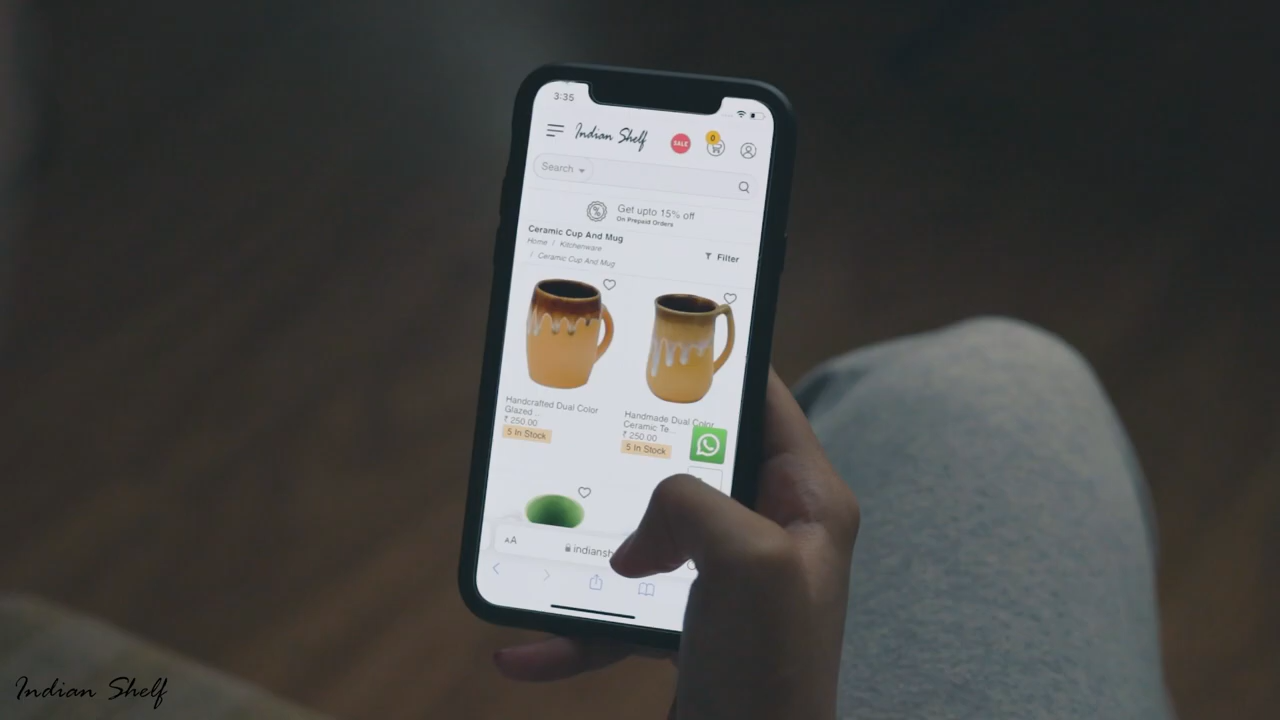 3:35
Indian Shelf
SALE
0
Search
Get upto 15% off
On Prepaid Orders
Ceramic Cup And Mug
Home / Kitchenware
/ Ceramic Cup And Mug
Filter
Handcrafted Dual Color
Glazed ..
₹ 250.00
5 In Stock
Handmade Dual Color
Ceramic Te...
₹ 250.00
5 In Stock
AA
indiansh
Indian Shelf